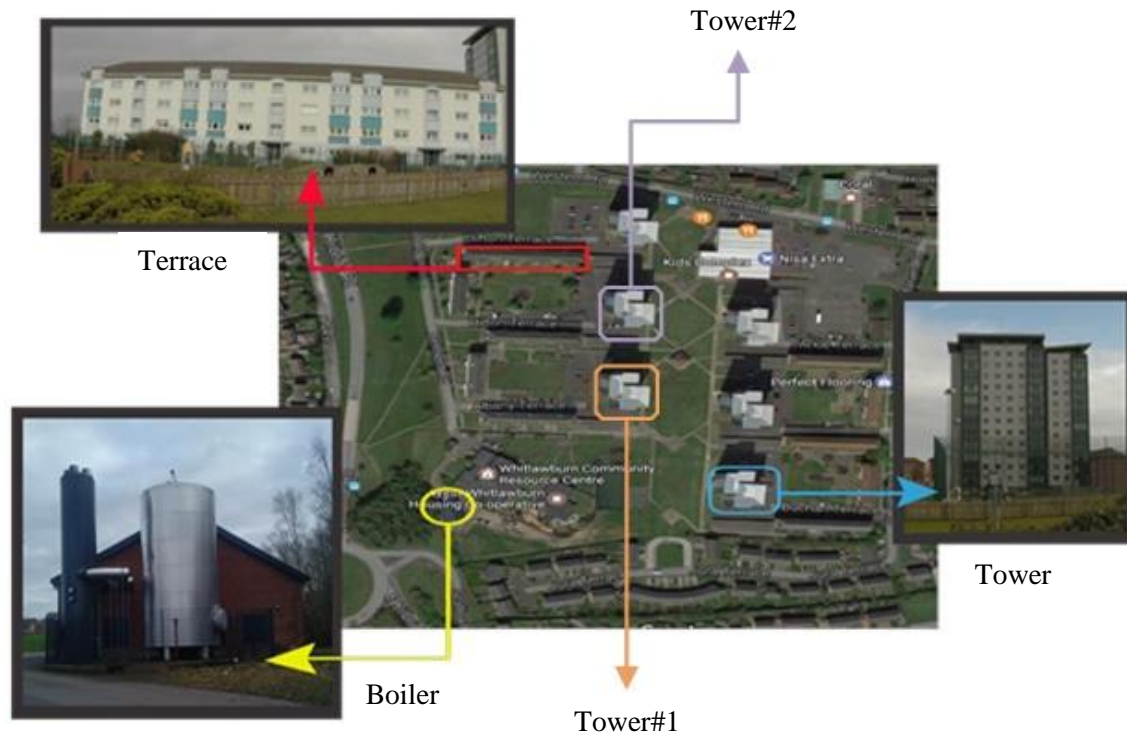 Tower#2
Terrace
Kids Complex
Nisa Extra
Perfect Flooring
Whitlawburn Community
Resource Centre
Whitlawburn
Housing Co-operative
Tower
Boiler
Tower#1